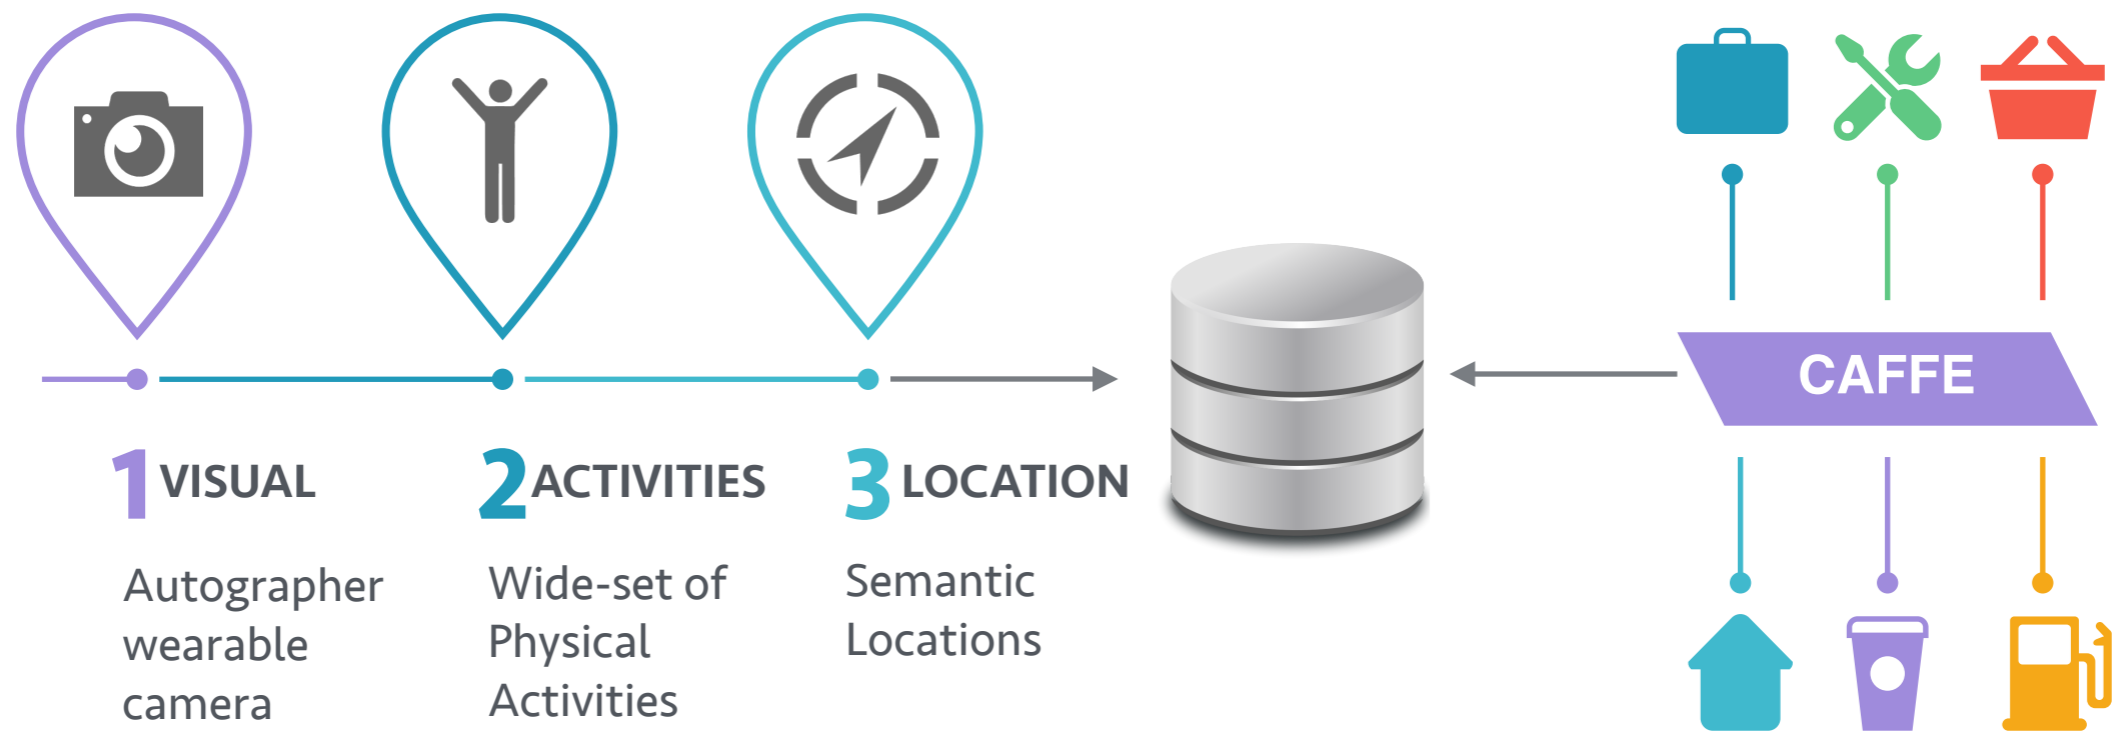 1 VISUAL
Autographer
wearable
camera
2 ACTIVITIES
Wide-set of
Physical
Activities
3 LOCATION
Semantic
Locations
CAFFE